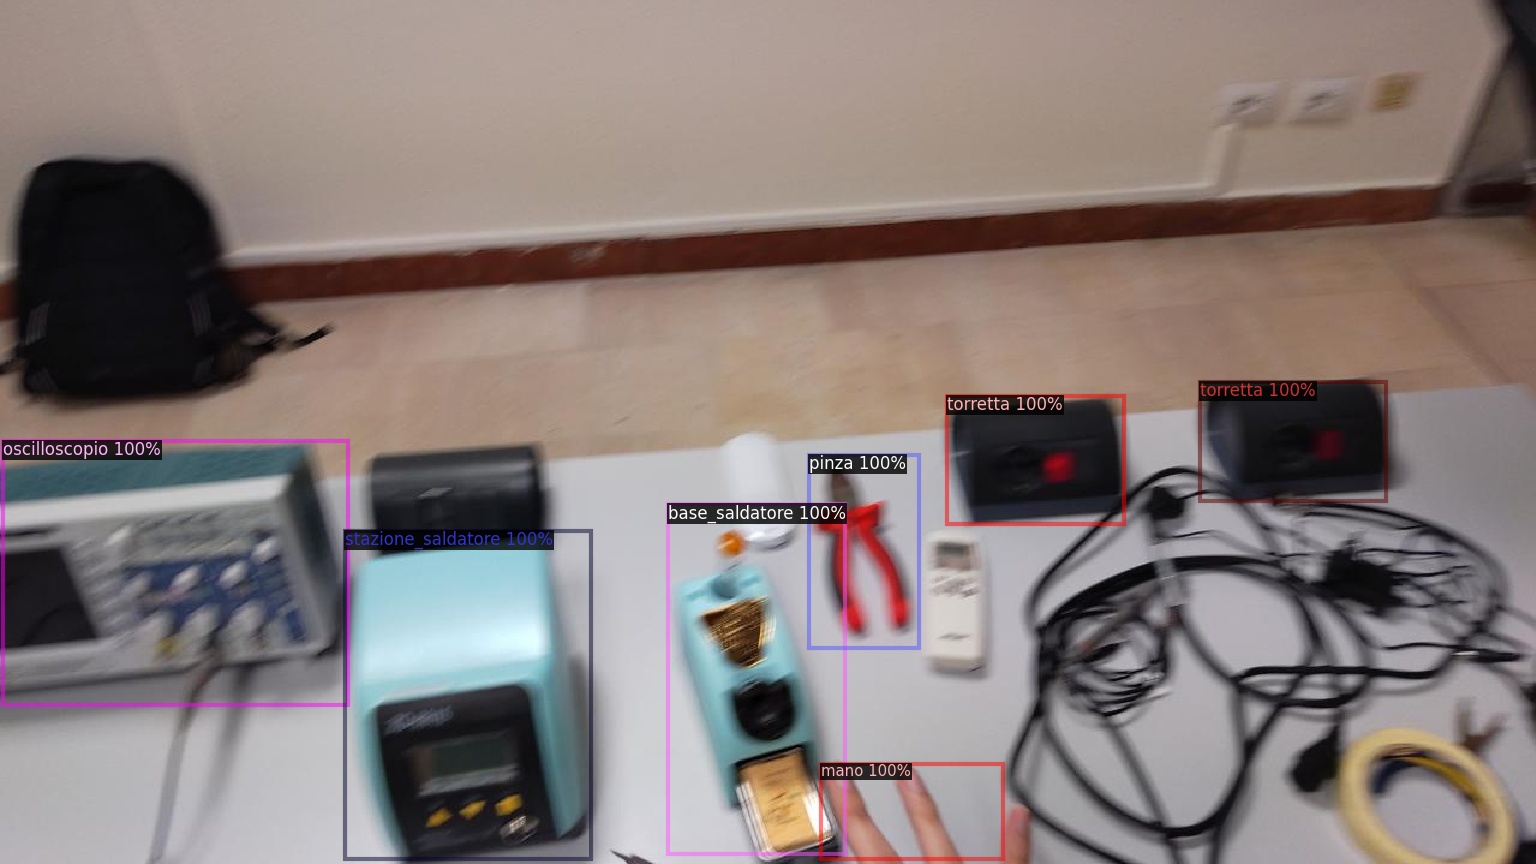 torretta 100%
torretta 100%
oscilloscopio 100%
pinza 100%
base_saldatore 100%
stazione_saldatore 100%
mano 100%